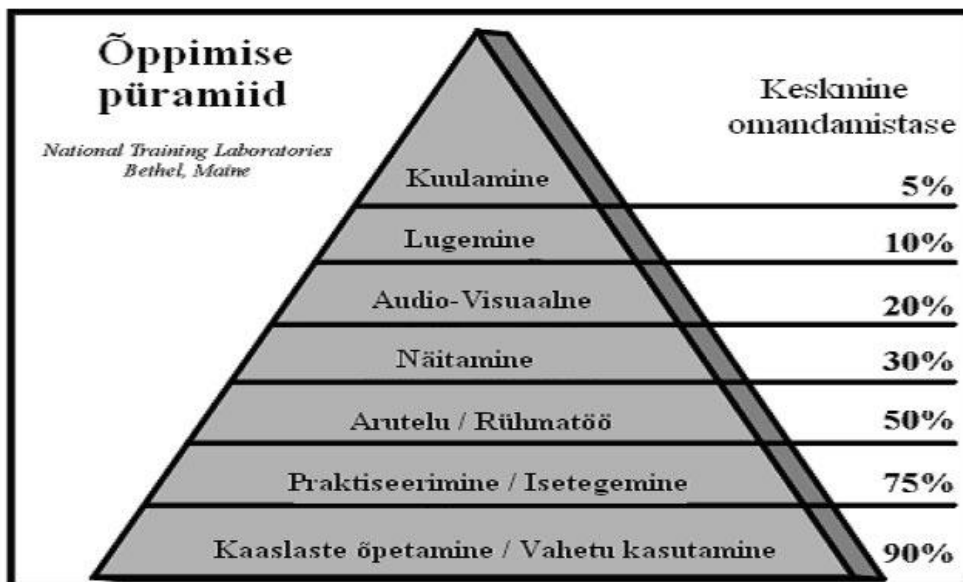 Õppimise
püramiid
National Training Laboratories
Bethel, Maine
Keskmine
omandamistase
Kuulamine 5%
Lugemine 10%
Audio-Visuaalne 20%
Näitamine 30%
Arutelu / Rühmatöö 50%
Praktiseerimine / Isetegemine 75%
Kaaslaste õpetamine / Vahetu kasutamine 90%